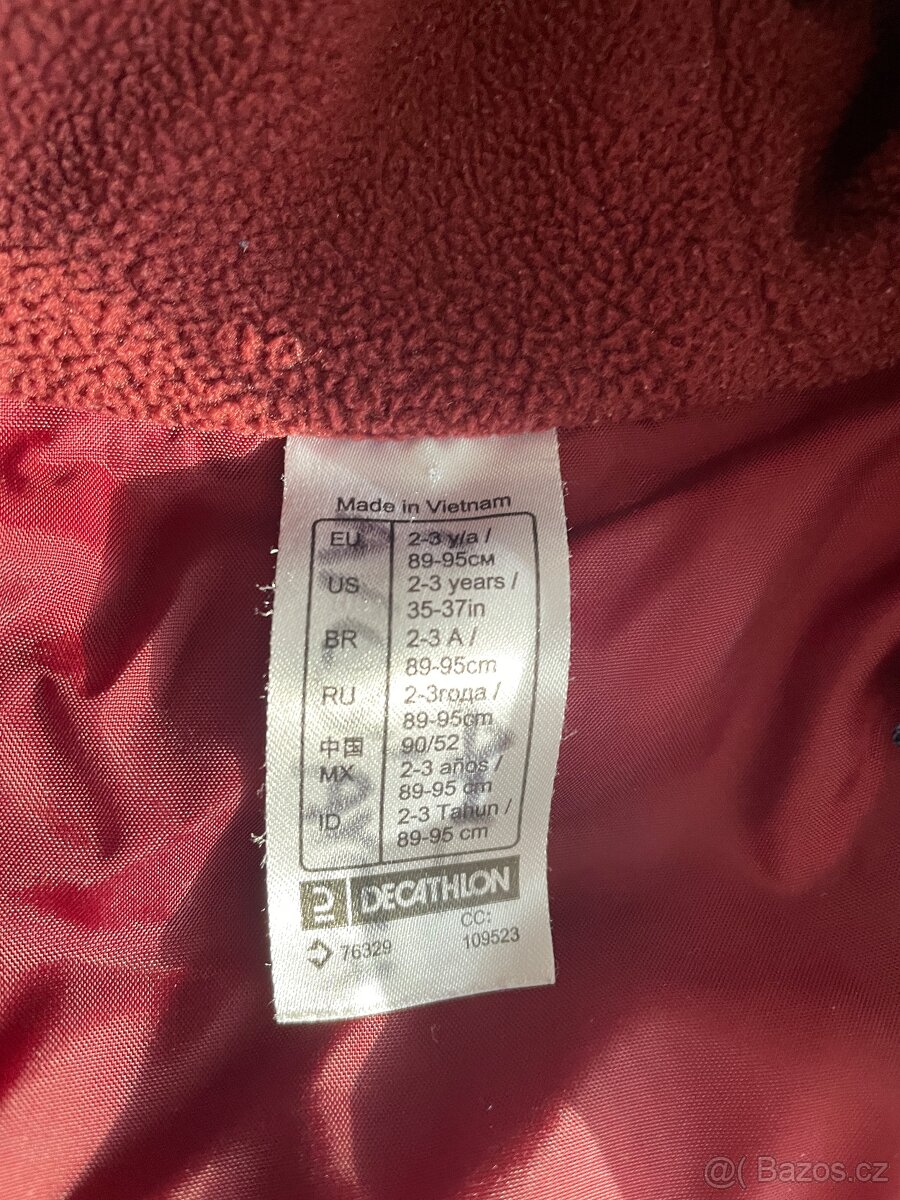 Made in Vietnam
EU 2-3 y/a /
89-95см
US 2-3 years /
35-37in
BR 2-3 A /
89-95cm
RU 2-3года /
89-95cm
中国 90/52
MX 2-3 años /
89-95 cm
ID 2-3 Tahun /
89-95 cm
DECATHLON
76329 CC:
109523
@( Bazos.cz